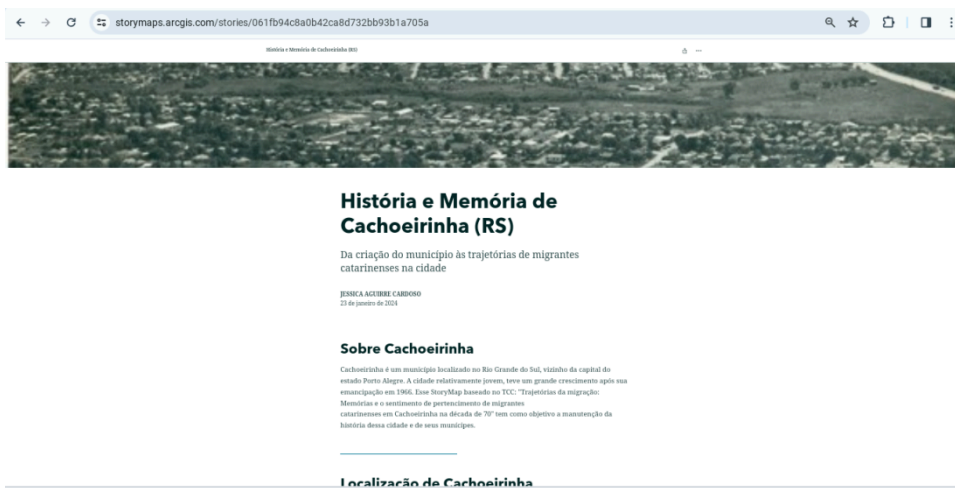 storymaps.arcgis.com/stories/061fb94c8a0b42ca8d732bb93b1a705a
História e Memória de Cachoeirinha (RS)
História e Memória de
Cachoeirinha (RS)
Da criação do município às trajetórias de migrantes
catarinenses na cidade
JESSICA AGUIRRE CARDOSO
23 de janeiro de 2024
Sobre Cachoeirinha
Cachoeirinha é um município localizado no Rio Grande do Sul, vizinho da capital do
estado Porto Alegre. A cidade relativamente jovem, teve um grande crescimento após sua
emancipação em 1966. Esse StoryMap baseado no TCC: "Trajetórias da migração:
Memórias e o sentimento de pertencimento de migrantes
catarinenses em Cachoeirinha na década de 70" tem como objetivo a manutenção da
história dessa cidade e de seus munícipes.
Localização de Cachoeirinha